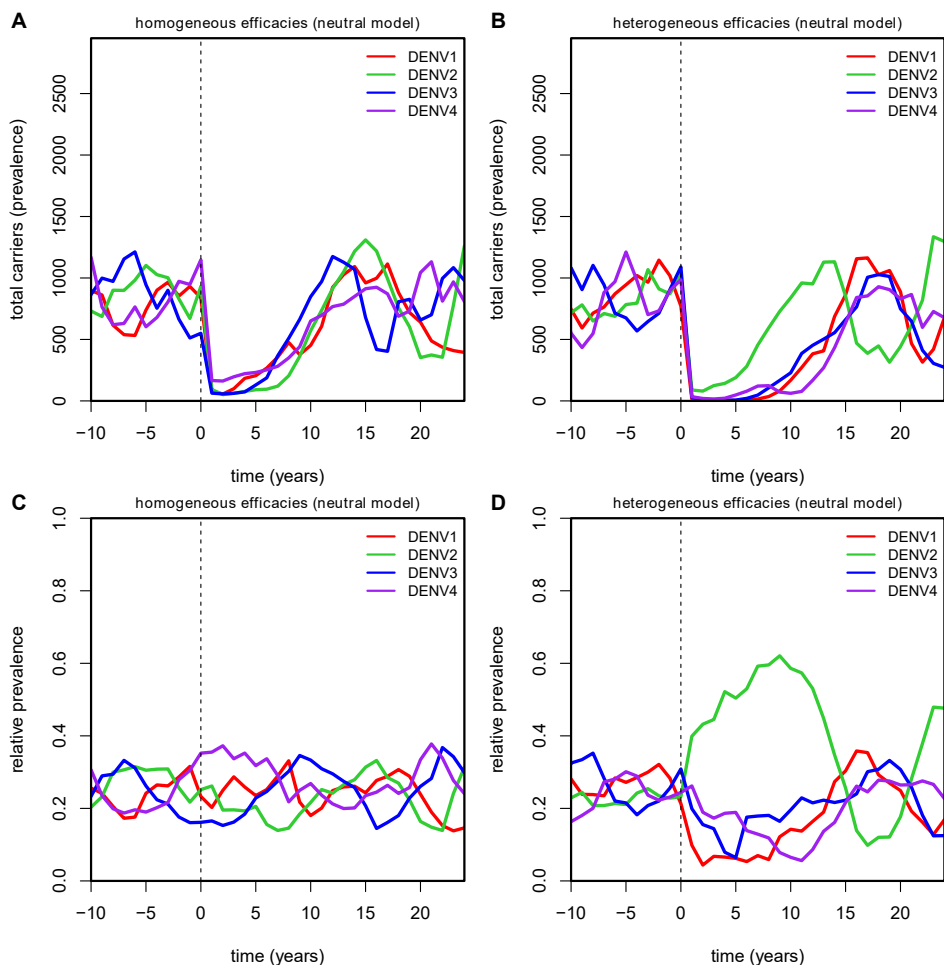 A
homogeneous efficacies (neutral model)
DENV1
DENV2
DENV3
DENV4
total carriers (prevalence)
0 500 1000 1500 2000 2500
−10 −5 0 5 10 15 20
time (years)
B
heterogeneous efficacies (neutral model)
DENV1
DENV2
DENV3
DENV4
total carriers (prevalence)
0 500 1000 1500 2000 2500
−10 −5 0 5 10 15 20
time (years)
C
homogeneous efficacies (neutral model)
DENV1
DENV2
DENV3
DENV4
relative prevalence
0.0 0.2 0.4 0.6 0.8 1.0
−10 −5 0 5 10 15 20
time (years)
D
heterogeneous efficacies (neutral model)
DENV1
DENV2
DENV3
DENV4
relative prevalence
0.0 0.2 0.4 0.6 0.8 1.0
−10 −5 0 5 10 15 20
time (years)